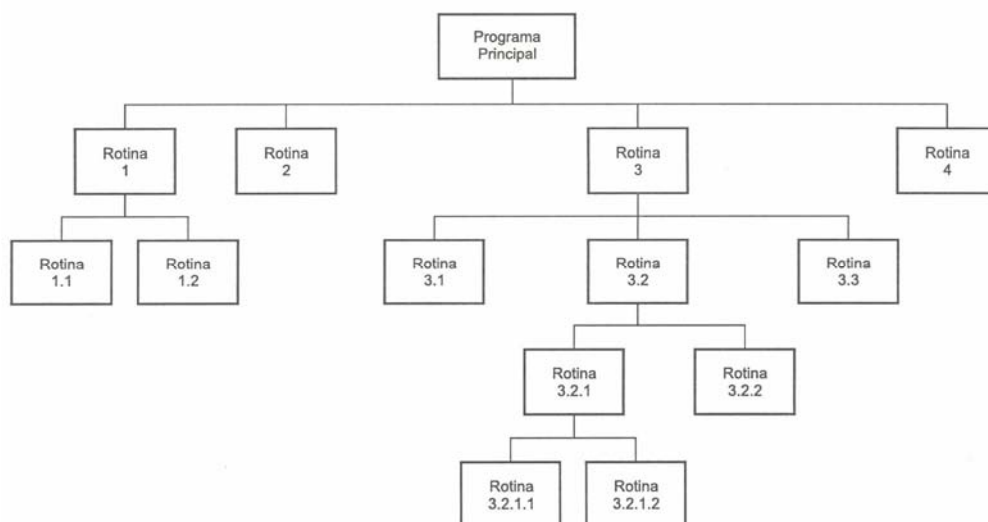 Programa
Principal
Rotina
1
Rotina
2
Rotina
3
Rotina
4
Rotina
1.1
Rotina
1.2
Rotina
3.1
Rotina
3.2
Rotina
3.3
Rotina
3.2.1
Rotina
3.2.2
Rotina
3.2.1.1
Rotina
3.2.1.2